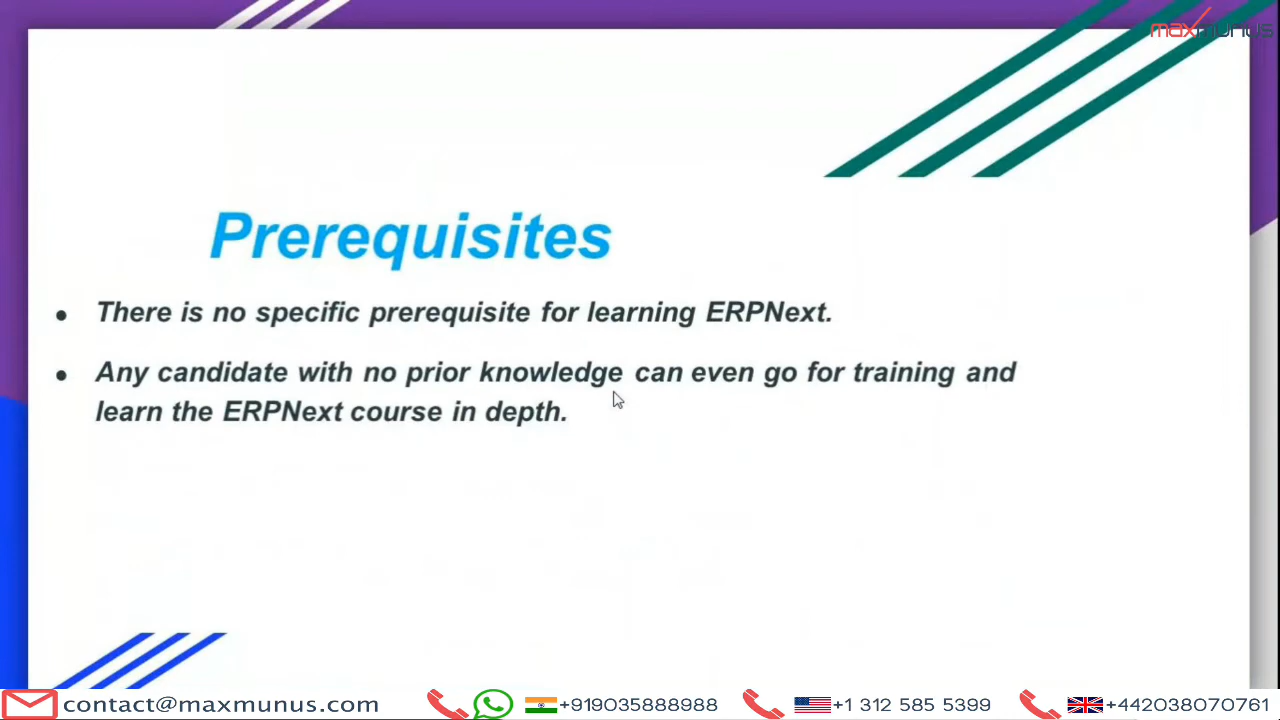 maxmunus
Prerequisites
• There is no specific prerequisite for learning ERPNext.
• Any candidate with no prior knowledge can even go for training and
learn the ERPNext course in depth.
contact@maxmunus.com +919035888988 +1 312 585 5399 +442038070761